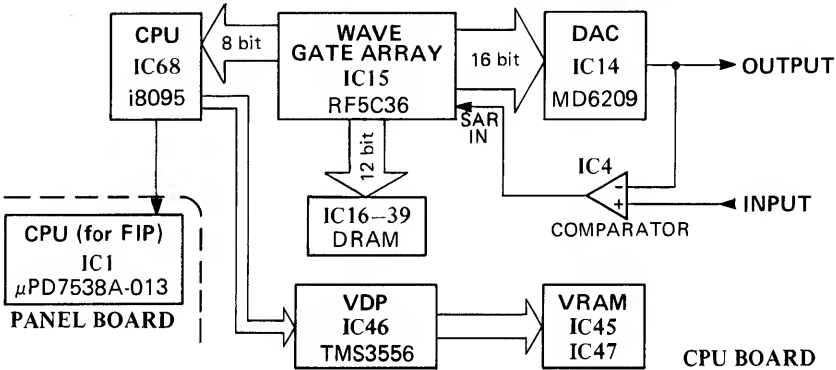 CPU
IC68
i8095
8 bit
WAVE
GATE ARRAY
IC15
RF5C36
16 bit
DAC
IC14
MD6209
OUTPUT
SAR
IN
12 bit
IC4
-
+
COMPARATOR
INPUT
IC16–39
DRAM
CPU (for FIP)
IC1
μPD7538A-013
PANEL BOARD
VDP
IC46
TMS3556
VRAM
IC45
IC47
CPU BOARD